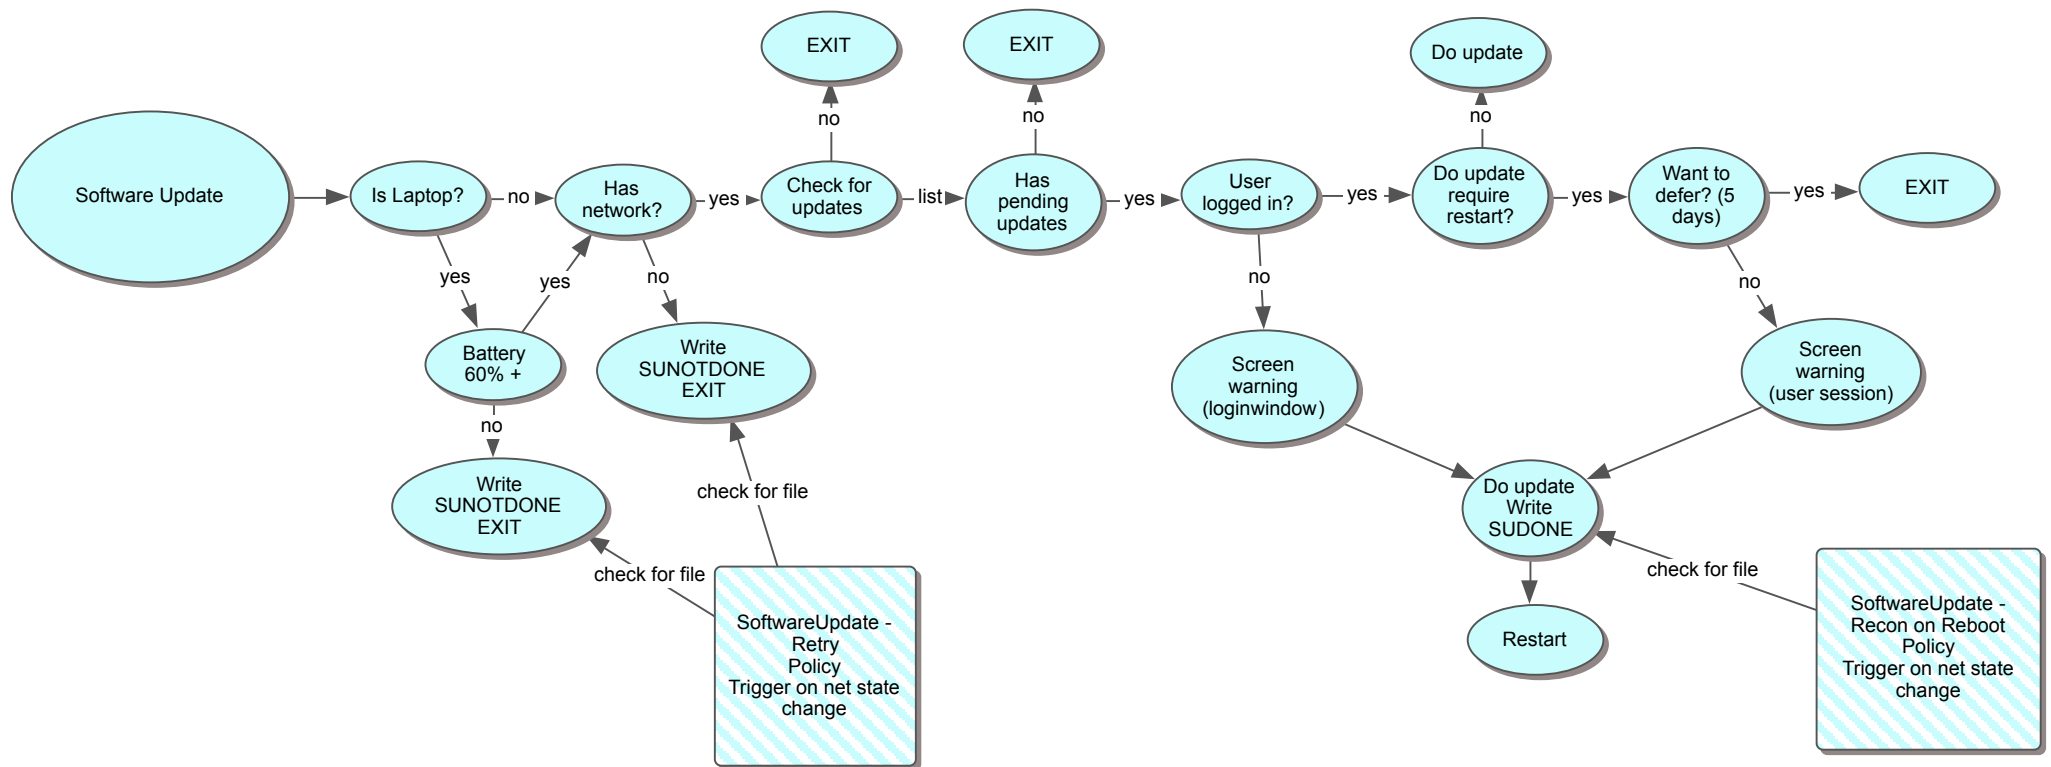 EXIT
EXIT
Do update
no
no
no
Software Update
Is Laptop?
no
Has
network?
yes
Check for
updates
list
Has
pending
updates
yes
User
logged in?
yes
Do update
require
restart?
yes
Want to
defer? (5
days)
yes
EXIT
yes
yes
no
no
no
Battery
60% +
Write
SUNOTDONE
EXIT
Screen
warning
(loginwindow)
Screen
warning
(user session)
no
Write
SUNOTDONE
EXIT
check for file
Do update
Write
SUDONE
check for file
check for file
SoftwareUpdate -
Retry
Policy
Trigger on net state
change
Restart
SoftwareUpdate -
Recon on Reboot
Policy
Trigger on net state
change